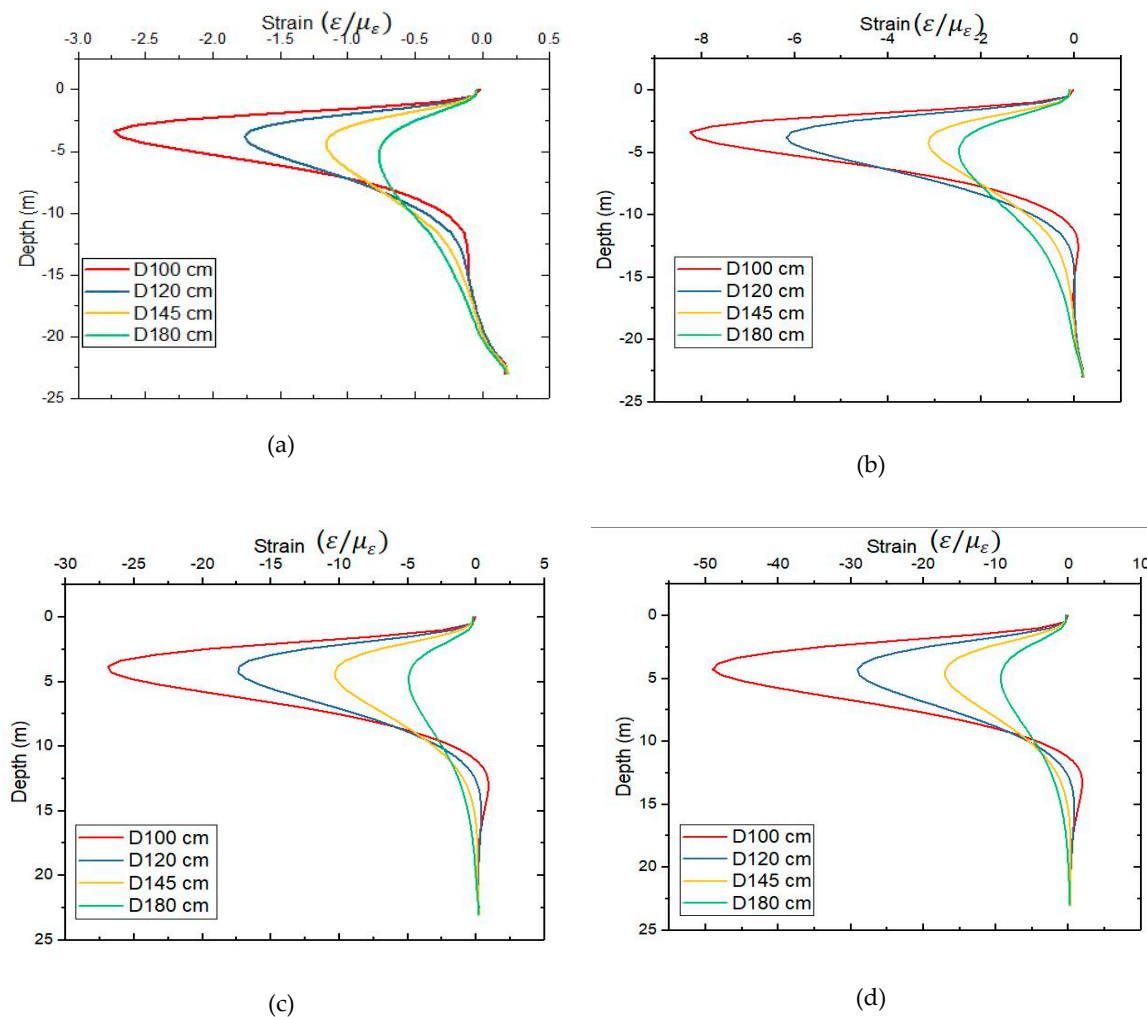 Strain (ε/με)
-3.0 -2.5 -2.0 -1.5 -1.0 -0.5 0.0 0.5
0
-5
-10
-15
-20
-25
Depth (m)
D100 cm
D120 cm
D145 cm
D180 cm
(a)
Strain (ε/με)
-8 -6 -4 -2 0
0
-5
-10
-15
-20
-25
Depth (m)
D100 cm
D120 cm
D145 cm
D180 cm
(b)
Strain (ε/με)
-30 -25 -20 -15 -10 -5 0 5
0
5
10
15
20
25
Depth (m)
D100 cm
D120 cm
D145 cm
D180 cm
(c)
Strain (ε/με)
-50 -40 -30 -20 -10 0 10
0
5
10
15
20
25
Depth (m)
D100 cm
D120 cm
D145 cm
D180 cm
(d)